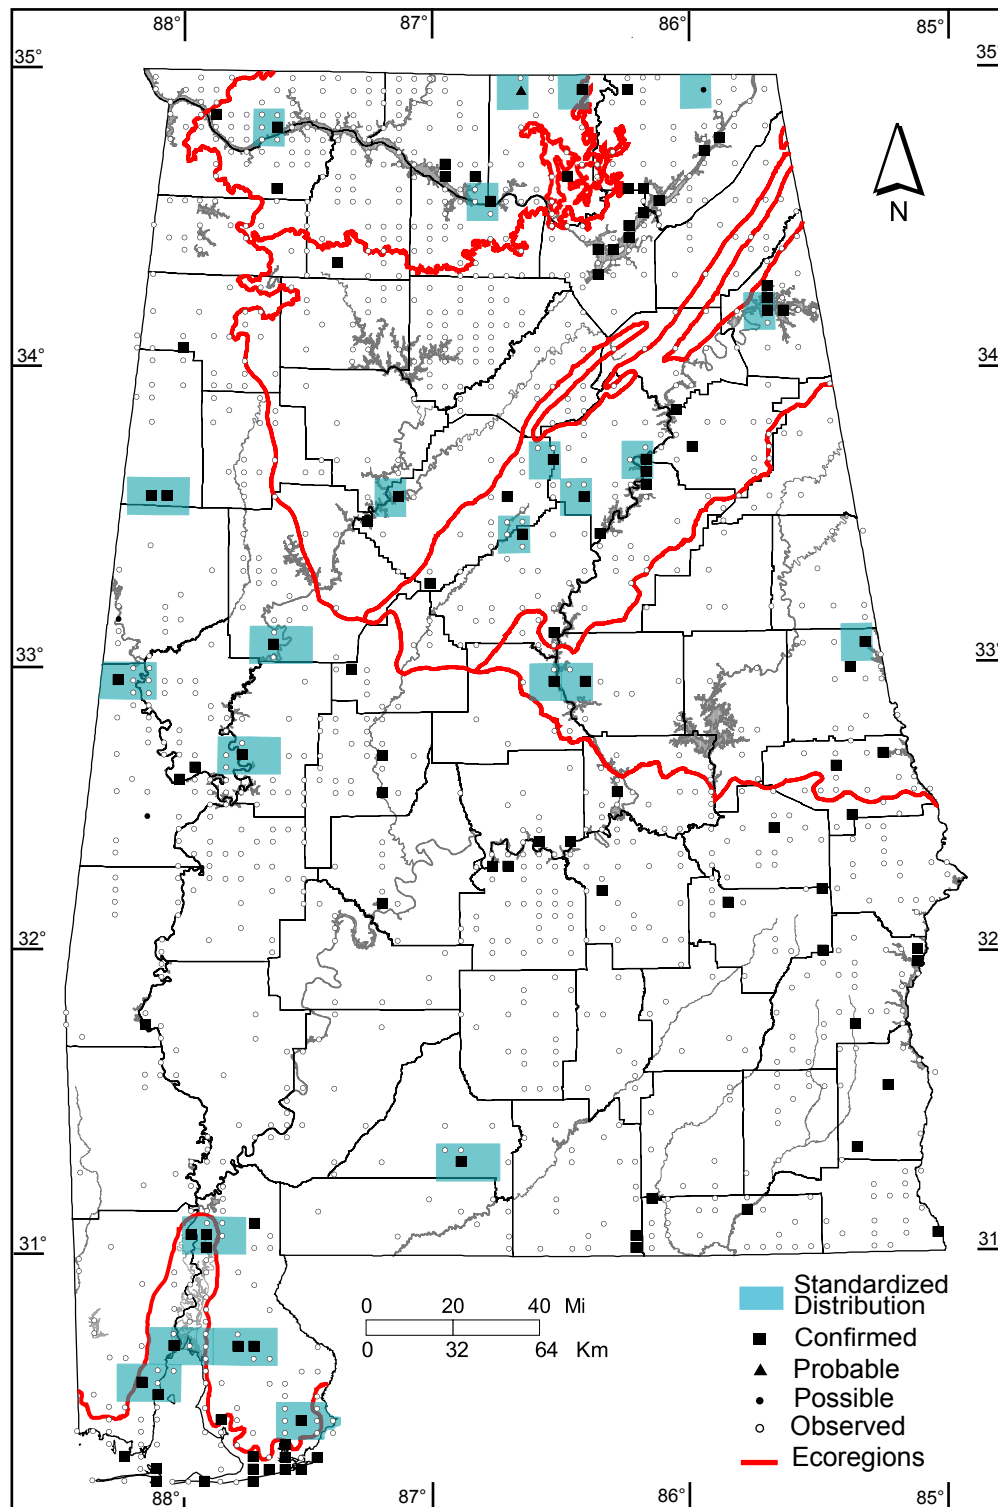 88°
87°
86°
85°
35°
35°
N
34°
34
33°
33°
32°
32
31°
31
Standardized
Distribution
Confirmed
Probable
Possible
Observed
Ecoregions
0 20 40 Mi
0 32 64 Km
88°
87°
86°
85°